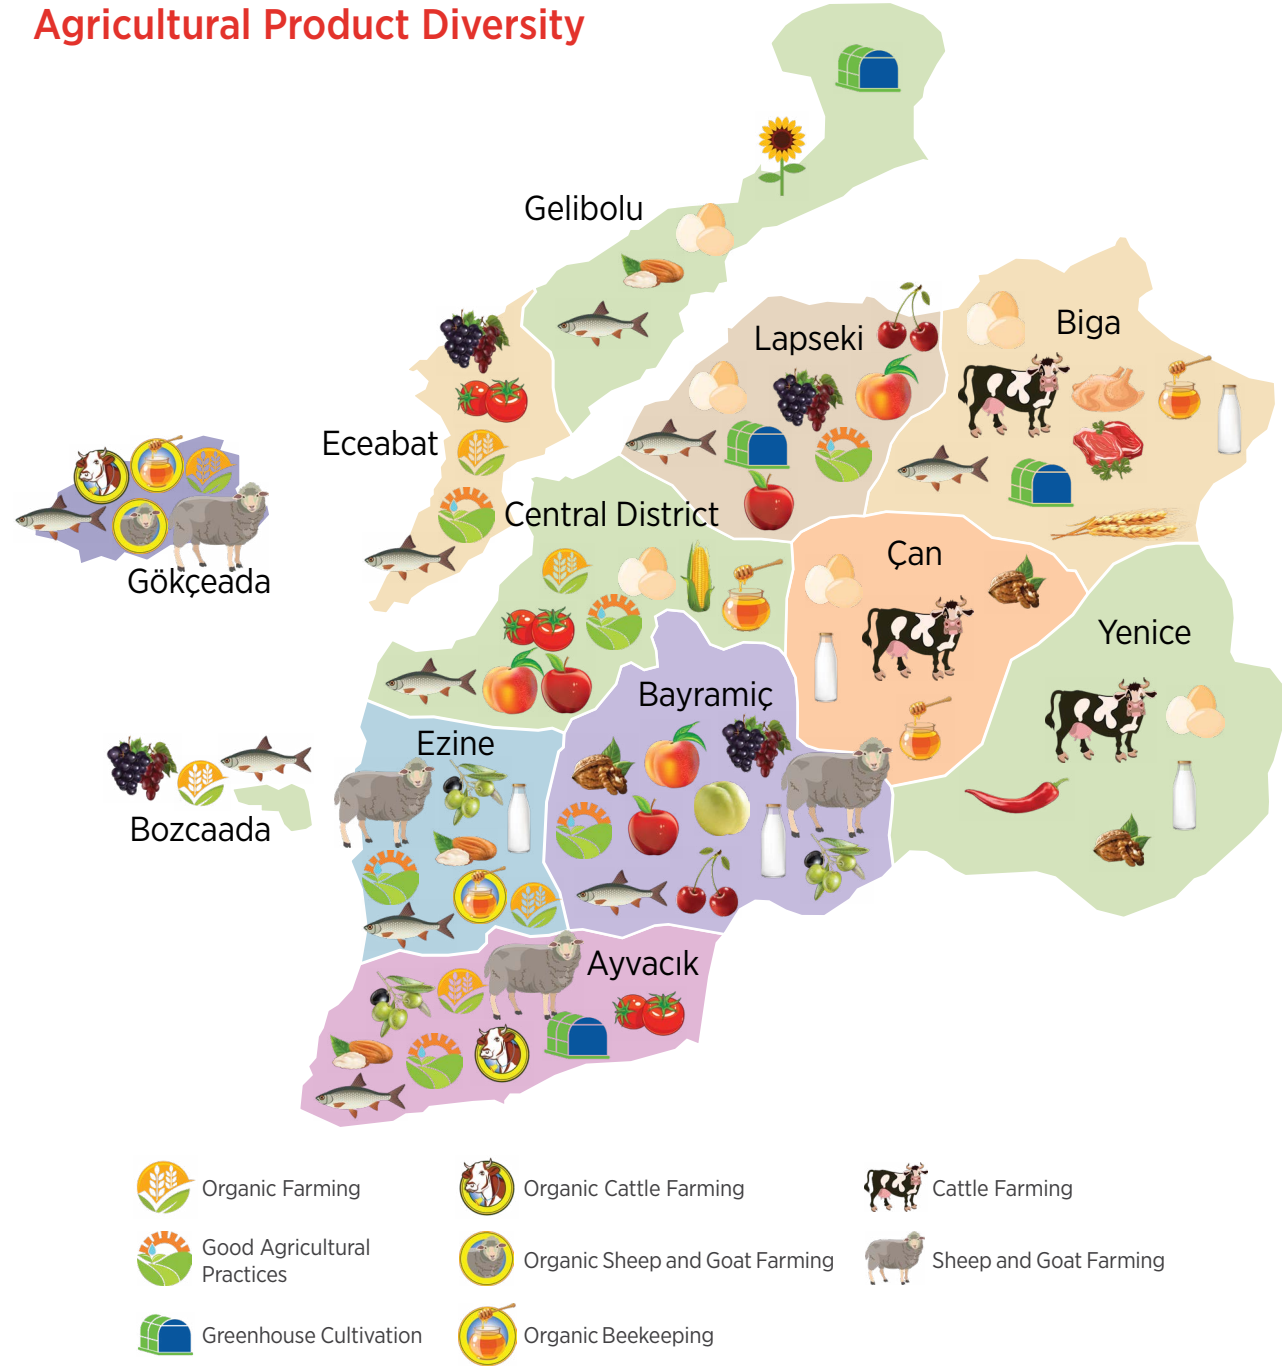 Agricultural Product Diversity
Gelibolu
Biga
Lapseki
Eceabat
Central District
Çan
Gökçeada
Yenice
Bayramiç
Ezine
Bozcaada
Ayvacık
Organic Farming
Organic Cattle Farming
Cattle Farming
Good Agricultural
Practices
Organic Sheep and Goat Farming
Sheep and Goat Farming
Greenhouse Cultivation
Organic Beekeeping